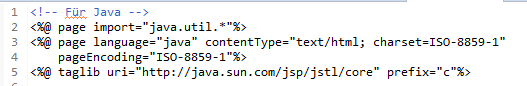 1 <!-- Für Java -->
2 <%@ page import="java.util.*"%>
3 <%@ page language="java" contentType="text/html; charset=ISO-8859-1"
4 pageEncoding="ISO-8859-1"%>
5 <%@ taglib uri="http://java.sun.com/jsp/jstl/core" prefix="c"%>